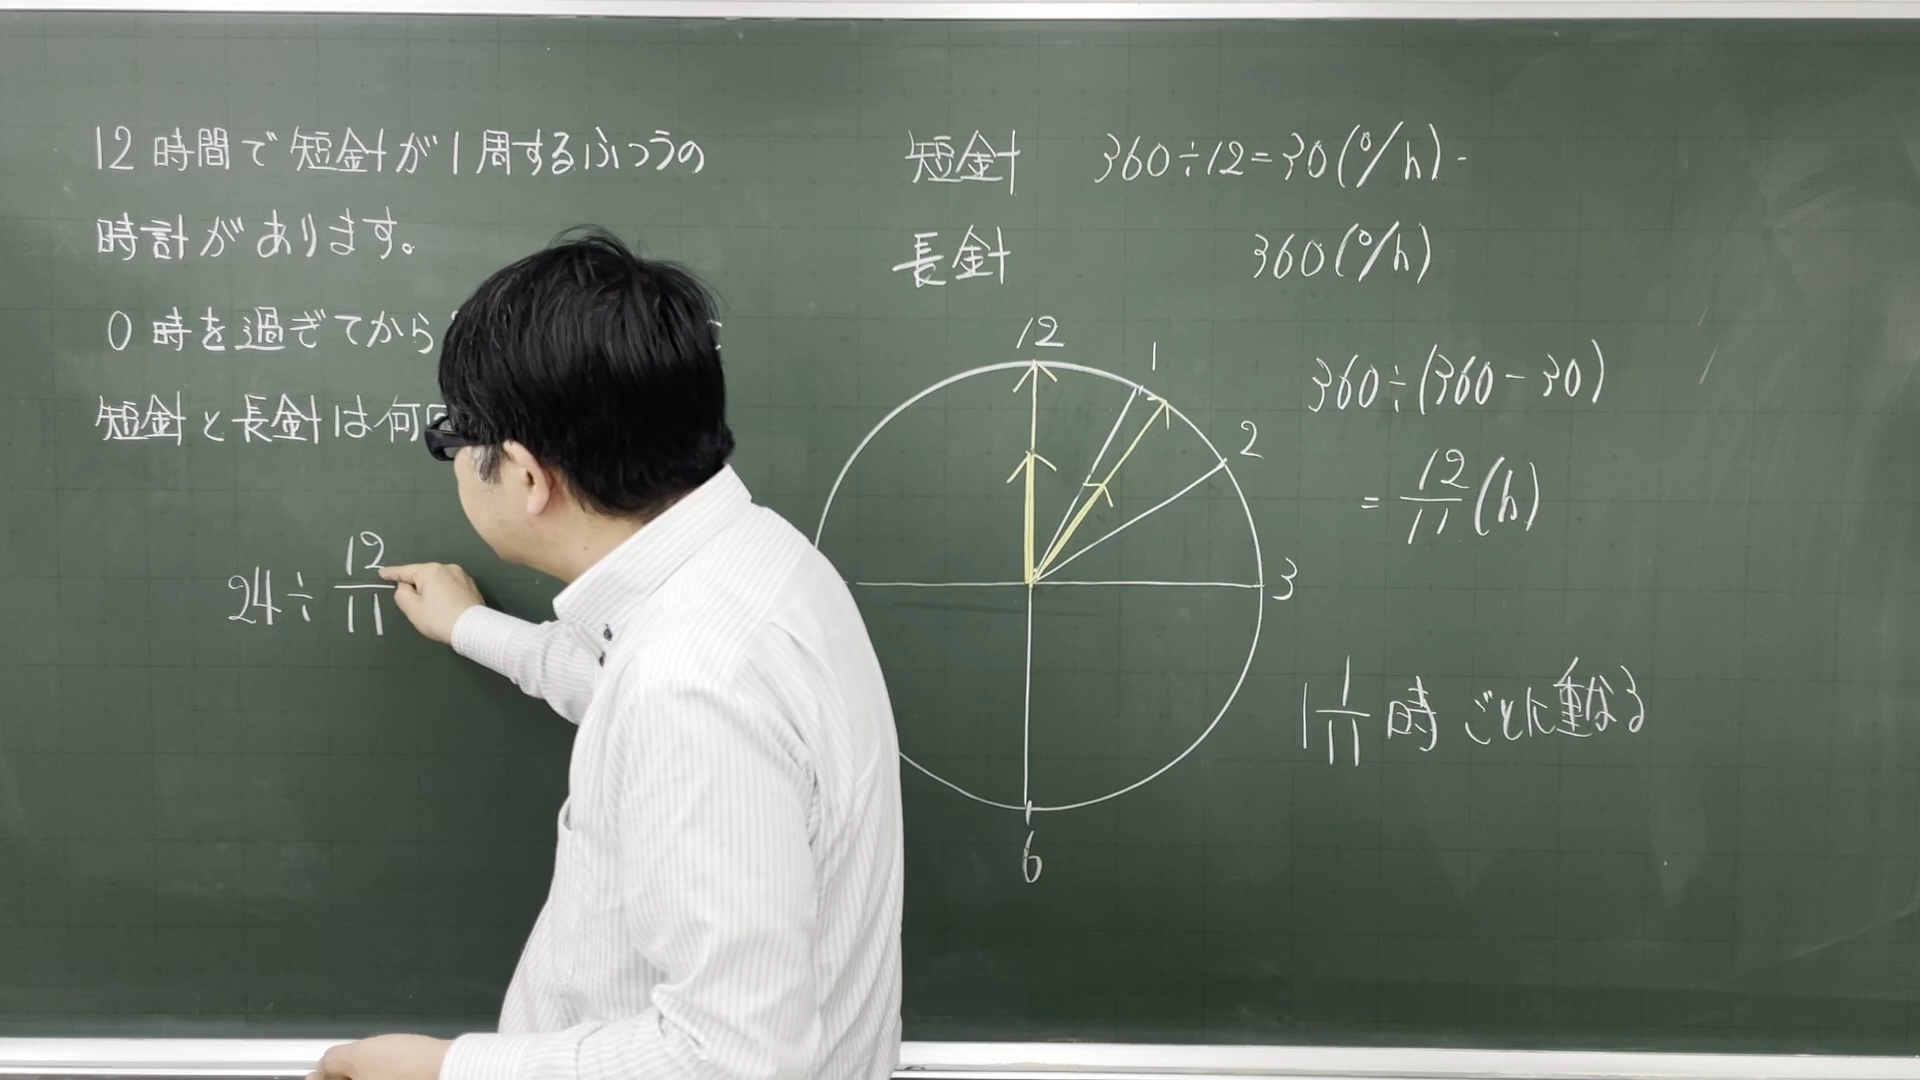 12時間で短針が1周するふつうの
時計があります。
0時を過ぎてから
短針と長針は何
24÷12/11
短針 360÷12=30(°/h)
長針 360(°/h)
12
1
2
3
6
360÷(360-30)
=12/11(h)
1 1/11時ごとに重なる